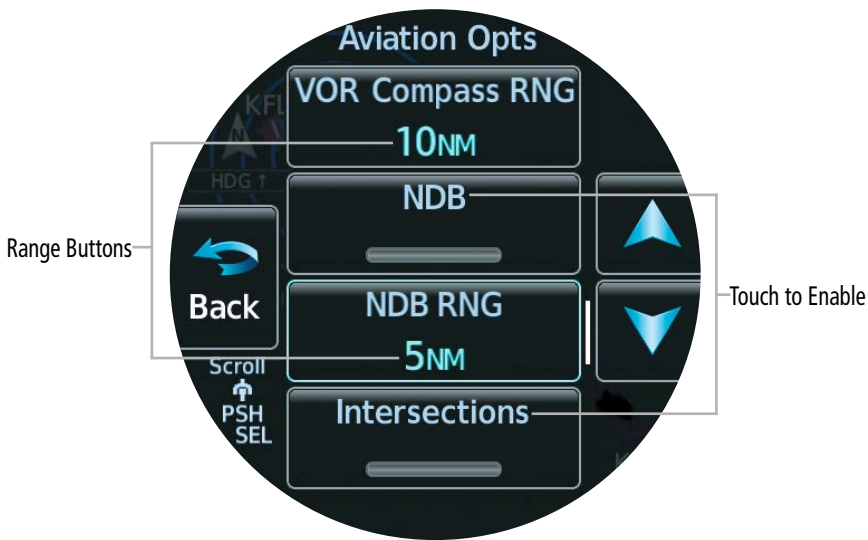 Aviation Opts
VOR Compass RNG
10NM
KFL
N
HDG ↑
NDB
Range Buttons
Back
Touch to Enable
NDB RNG
5NM
Scroll
PSH
SEL
Intersections